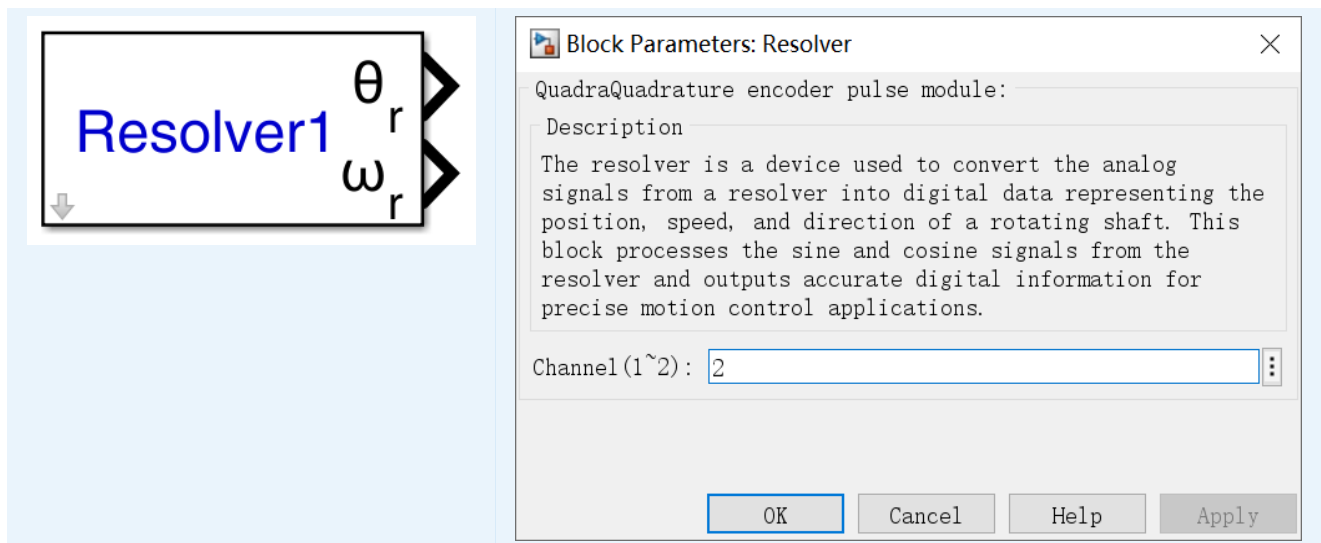 Resolver1
θr
ωr
Block Parameters: Resolver
QuadraQuadrature encoder pulse module:
Description
The resolver is a device used to convert the analog
signals from a resolver into digital data representing the
position, speed, and direction of a rotating shaft. This
block processes the sine and cosine signals from the
resolver and outputs accurate digital information for
precise motion control applications.
Channel(1~2): 2
OK Cancel Help Apply